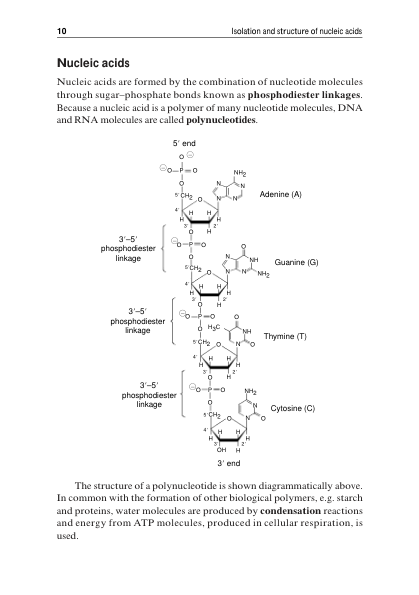 10 Isolation and structure of nucleic acids
Nucleic acids
Nucleic acids are formed by the combination of nucleotide molecules
through sugar–phosphate bonds known as phosphodiester linkages.
Because a nucleic acid is a polymer of many nucleotide molecules, DNA
and RNA molecules are called polynucleotides.
5′ end
O −
− O P O
O NH2
N N
5′ CH2 O N N
Adenine (A)
4′ H H
H H
3′ 2′
O H
3′–5′
phosphodiester
linkage
− O P O
O
O
N NH
5′ CH2 O N N NH2
Guanine (G)
4′ H H
H H
3′ 2′
O H
3′–5′
phosphodiester
linkage
− O P O
O
O
H3C NH
5′ CH2 O N O
Thymine (T)
4′ H H
H H
3′ 2′
O H
3′–5′
phosphodiester
linkage
− O P O
O
NH2
N
5′ CH2 O N O
Cytosine (C)
4′ H H
H H
3′ 2′
OH H
3′ end
The structure of a polynucleotide is shown diagrammatically above.
In common with the formation of other biological polymers, e.g. starch
and proteins, water molecules are produced by condensation reactions
and energy from ATP molecules, produced in cellular respiration, is
used.